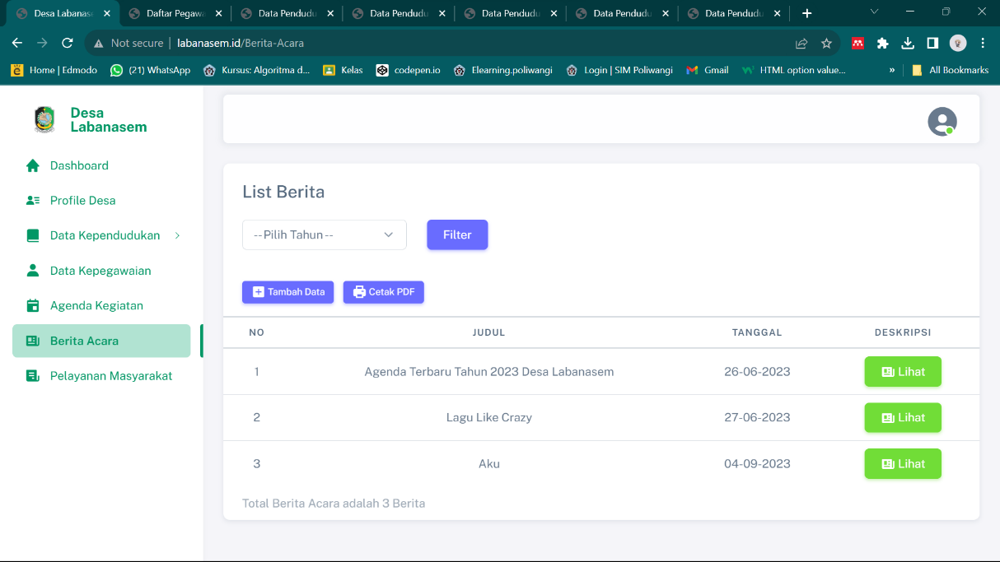 Desa Labanas
Daftar Pegaw
Data Pendudu
Data Pendudu
Data Pendudu
Data Pendudu
Data Pendudu
Not secure labanasem.id/Berita-Acara
Home | Edmodo
(21) WhatsApp
Kursus: Algoritma d...
Kelas
codepen.io
Elearning.poliwangi
Login | SIM Poliwangi
Gmail
HTML option value...
»
All Bookmarks
Desa
Labanasem
Dashboard
Profile Desa
Data Kependudukan
Data Kepegawaian
Agenda Kegiatan
Berita Acara
Pelayanan Masyarakat
List Berita
--Pilih Tahun-- Filter
Tambah Data Cetak PDF
NO JUDUL TANGGAL DESKRIPSI
1 Agenda Terbaru Tahun 2023 Desa Labanasem 26-06-2023 Lihat
2 Lagu Like Crazy 27-06-2023 Lihat
3 Aku 04-09-2023 Lihat
Total Berita Acara adalah 3 Berita